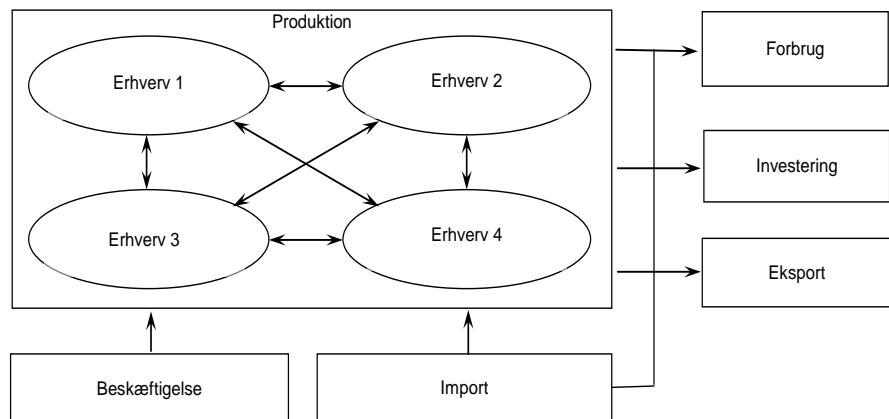 Produktion
Erhverv 1
Erhverv 2
Erhverv 3
Erhverv 4
Forbrug
Investering
Eksport
Beskæftigelse
Import